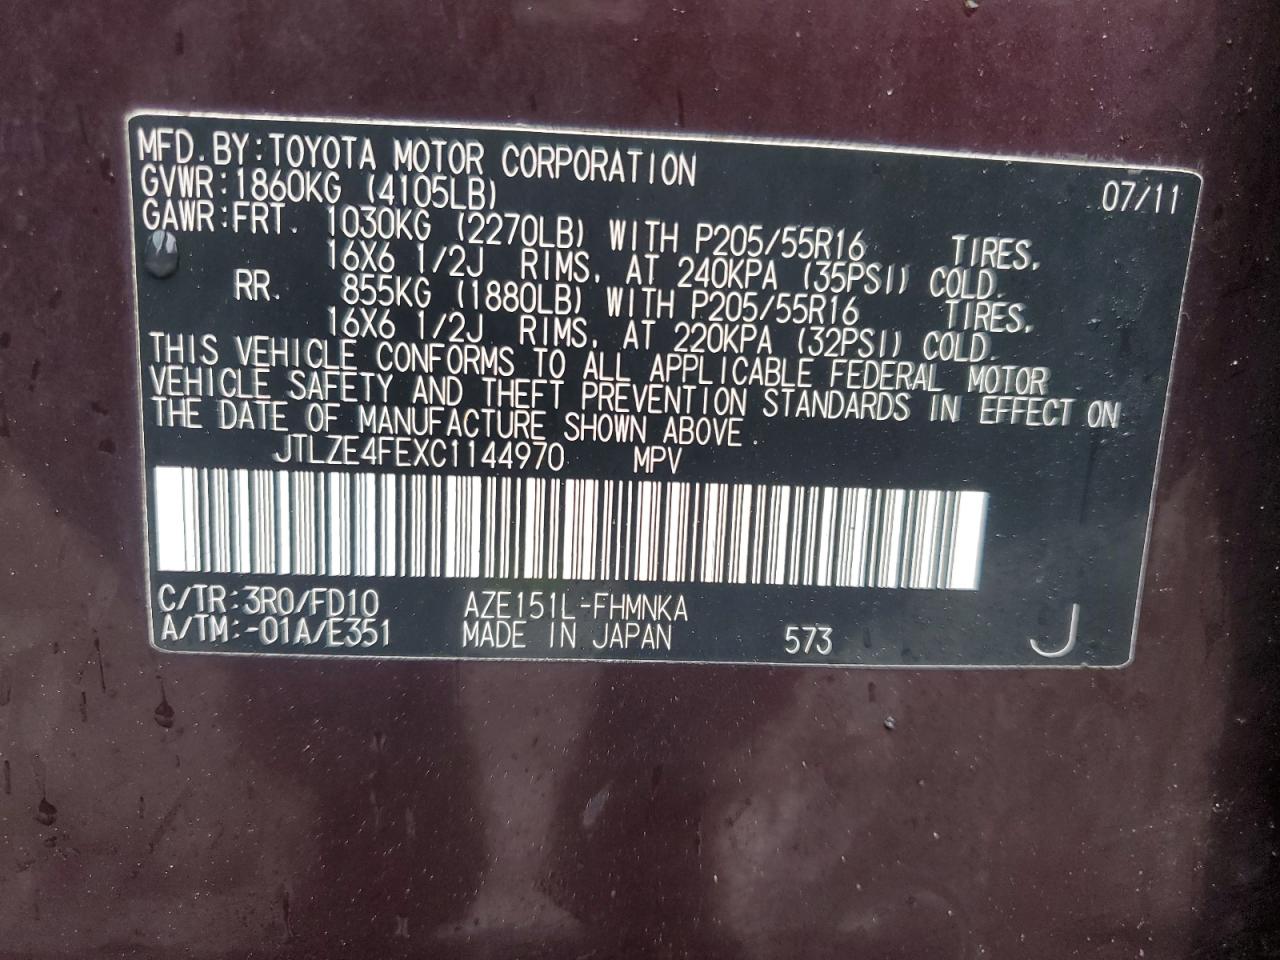 MFD.BY:TOYOTA MOTOR CORPORATION 07/11
GVWR:1860KG (4105LB)
GAWR:FRT. 1030KG (2270LB) WITH P205/55R16 TIRES,
16X6 1/2J RIMS, AT 240KPA (35PSI) COLD.
RR. 855KG (1880LB) WITH P205/55R16 TIRES,
16X6 1/2J RIMS, AT 220KPA (32PSI) COLD.
THIS VEHICLE CONFORMS TO ALL APPLICABLE FEDERAL MOTOR
VEHICLE SAFETY AND THEFT PREVENTION STANDARDS IN EFFECT ON
THE DATE OF MANUFACTURE SHOWN ABOVE.
JTLZE4FEXC1144970 MPV
C/TR:3R0/FD10 AZE151L-FHMNKA
A/TM:-01A/E351 MADE IN JAPAN 573 J